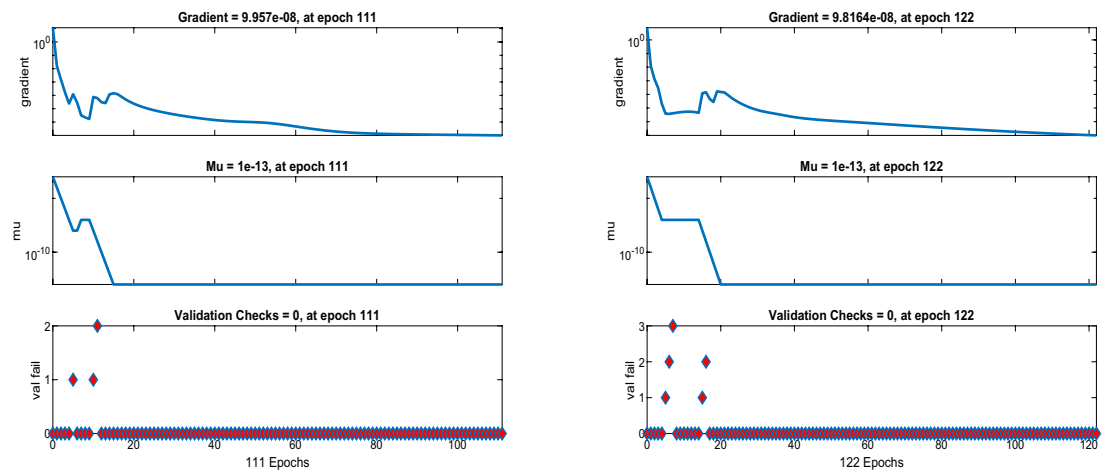 Gradient = 9.957e-08, at epoch 111
10^0
gradient
Mu = 1e-13, at epoch 111
10^-10
mu
Validation Checks = 0, at epoch 111
2
1
0
val fail
0 20 40 60 80 100
111 Epochs
Gradient = 9.8164e-08, at epoch 122
10^0
gradient
Mu = 1e-13, at epoch 122
10^-10
mu
Validation Checks = 0, at epoch 122
3
2
1
0
val fail
0 20 40 60 80 100 120
122 Epochs